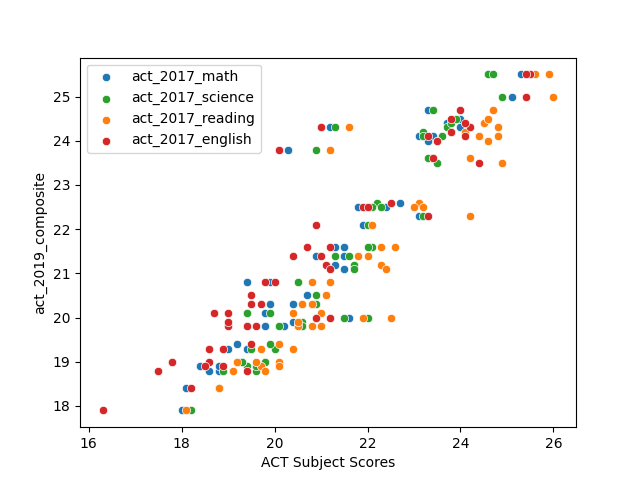 act_2017_math
act_2017_science
act_2017_reading
act_2017_english
act_2019_composite
25
24
23
22
21
20
19
18
16 18 20 22 24 26
ACT Subject Scores